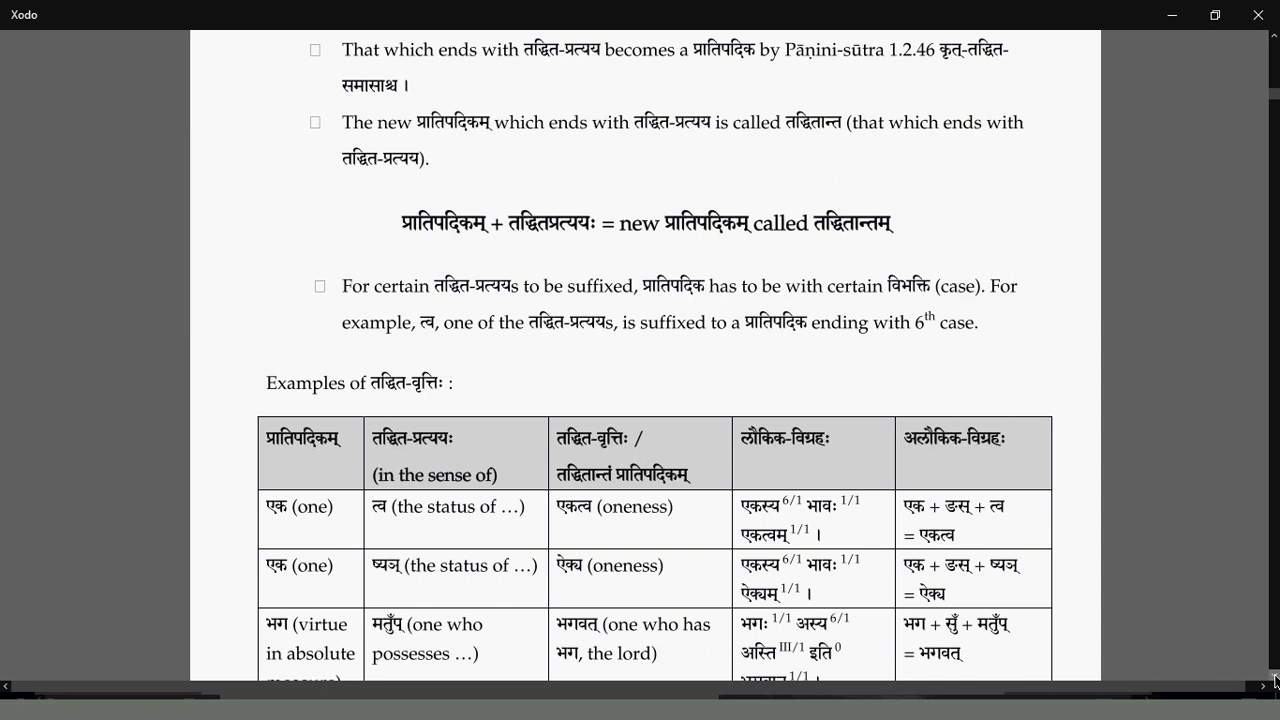 Xodo
That which ends with तद्धित-प्रत्यय becomes a प्रातिपदिक by Pāṇini-sūtra 1.2.46 कृत्-तद्धित-
समासाश्च ।
The new प्रातिपदिकम् which ends with तद्धित-प्रत्यय is called तद्धितान्त (that which ends with
तद्धित-प्रत्यय).
प्रातिपदिकम् + तद्धितप्रत्ययः = new प्रातिपदिकम् called तद्धितान्तम्
For certain तद्धित-प्रत्ययs to be suffixed, प्रातिपदिक has to be with certain विभक्ति (case). For
example, त्व, one of the तद्धित-प्रत्ययs, is suffixed to a प्रातिपदिक ending with 6th case.
Examples of तद्धित-वृत्तिः :
प्रातिपदिकम् तद्धित-प्रत्ययः तद्धित-वृत्तिः / लौकिक-विग्रहः अलौकिक-विग्रहः
(in the sense of) तद्धितान्तं प्रातिपदिकम्
एक (one) त्व (the status of …) एकत्व (oneness) एकस्य 6/1 भावः 1/1 एक + ङस् + त्व
एकत्वम् 1/1 । = एकत्व
एक (one) ष्यञ् (the status of …) ऐक्य (oneness) एकस्य 6/1 भावः 1/1 एक + ङस् + ष्यञ्
ऐक्यम् 1/1 । = ऐक्य
भग (virtue मतुँप् (one who भगवत् (one who has भगः 1/1 अस्य 6/1 भग + सुँ + मतुँप्
in absolute possesses …) भग, the lord) अस्ति III/1 इति 0 = भगवत्